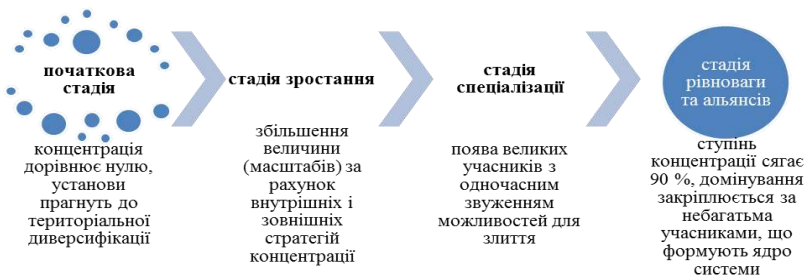 початкова
стадія
концентрація
дорівнює нулю,
установи
прагнуть до
територіальної
диверсифікації
стадія зростання
збільшення
величини
(масштабів) за
рахунок
внутрішніх і
зовнішніх
стратегій
концентрації
стадія
спеціалізації
поява великих
учасників з
одночасним
звуженням
можливостей для
злиття
стадія
рівноваги
та альянсів
ступінь
концентрації сягає
90 %, домінування
закріплюється за
небагатьма
учасниками, що
формують ядро
системи